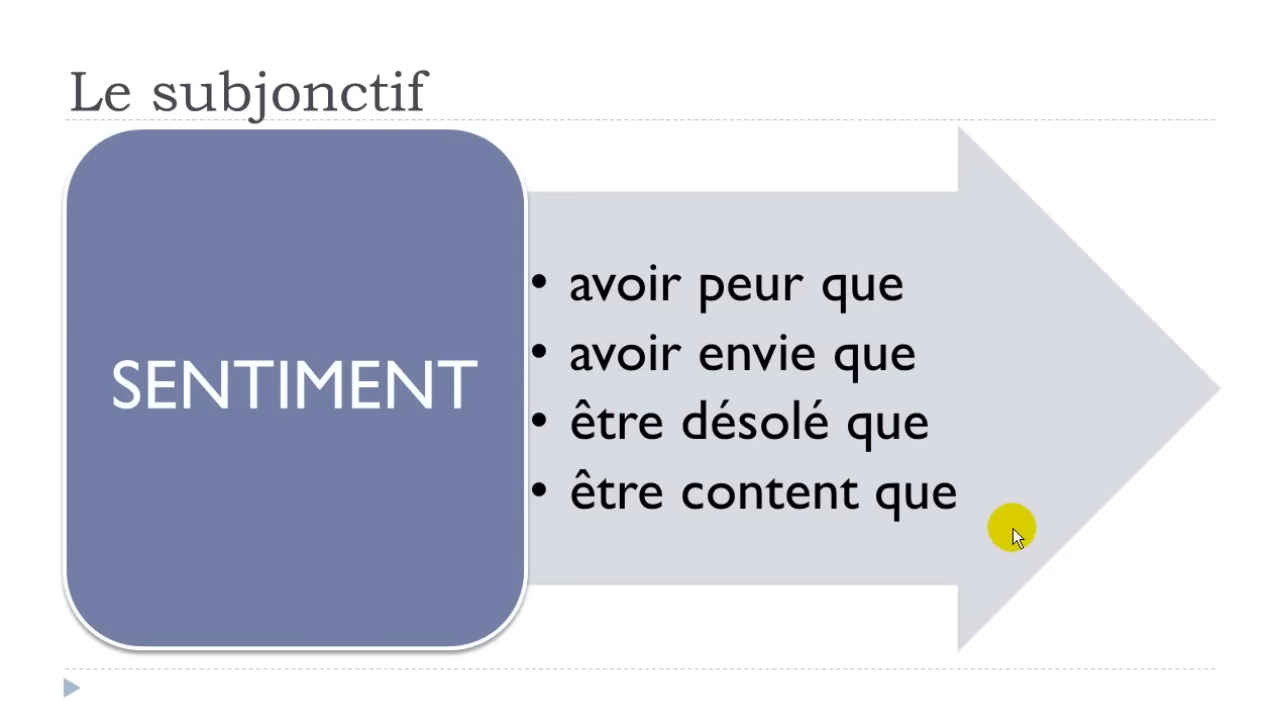 Le subjonctif
SENTIMENT
• avoir peur que
• avoir envie que
• être désolé que
• être content que